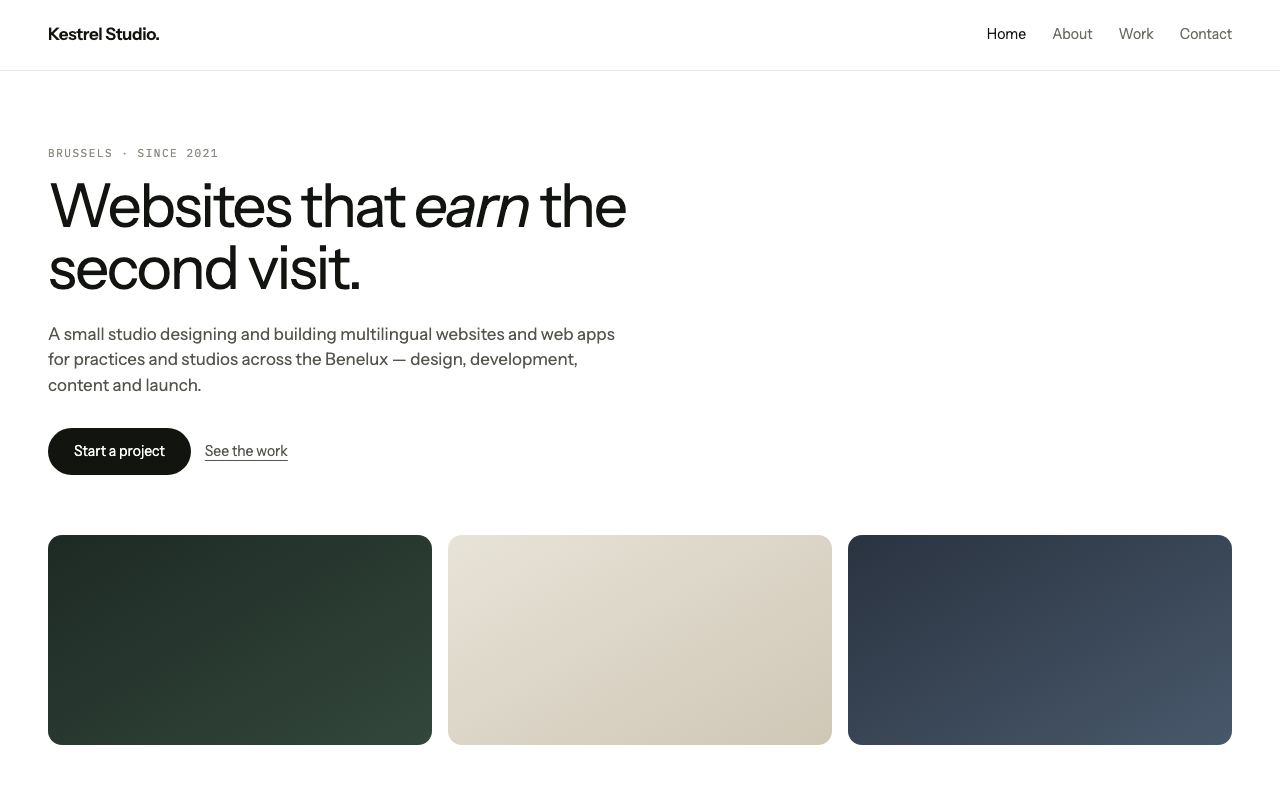 Kestrel Studio.
Home About Work Contact
BRUSSELS · SINCE 2021
Websites that earn the
second visit.
A small studio designing and building multilingual websites and web apps
for practices and studios across the Benelux — design, development,
content and launch.
Start a project See the work